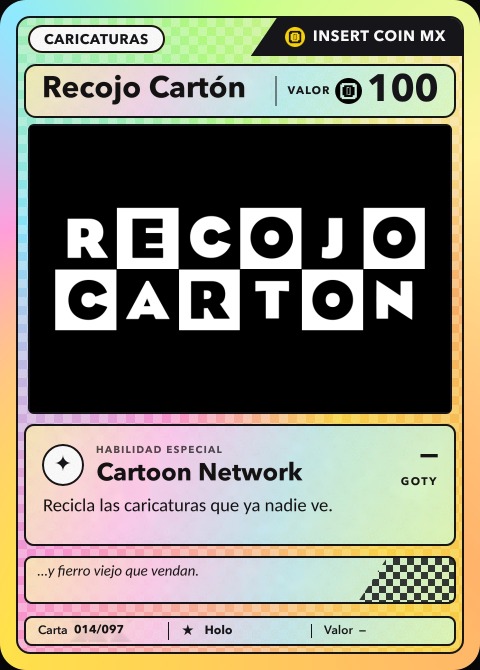 CARICATURAS
INSERT COIN MX
Recojo Cartón
VALOR 100
RECOJO
CARTON
HABILIDAD ESPECIAL
Cartoon Network
–
GOTY
Recicla las caricaturas que ya nadie ve.
...y fierro viejo que vendan.
Carta 014/097 ★ Holo Valor –